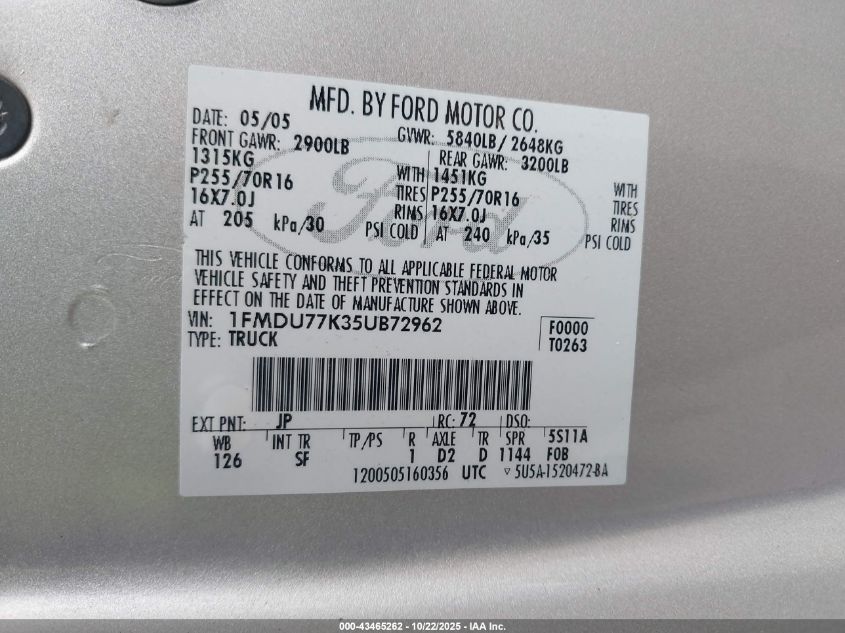 MFD. BY FORD MOTOR CO.
DATE: 05/05 GVWR: 5840LB/ 2648KG
FRONT GAWR: 2900LB REAR GAWR: 3200LB
1315KG WITH 1451KG WITH
P255/70R16 TIRES P255/70R16 TIRES
16X7.0J RIMS 16X7.0J RIMS
AT 205 kPa/30 PSI COLD AT 240 kPa/35 PSI COLD
Ford
THIS VEHICLE CONFORMS TO ALL APPLICABLE FEDERAL MOTOR
VEHICLE SAFETY AND THEFT PREVENTION STANDARDS IN
EFFECT ON THE DATE OF MANUFACTURE SHOWN ABOVE.
VIN: 1FMDU77K35UB72962 F0000
TYPE: TRUCK T0263
EXT PNT: JP RC: 72 DSO:
WB INT TR TP/PS R AXLE TR SPR 5S11A
126 SF 1 D2 D 1144 FOB
1200505160356 UTC ▽5U5A-1520472-BA
000-43465262 - 10/22/2025 - IAA Inc.